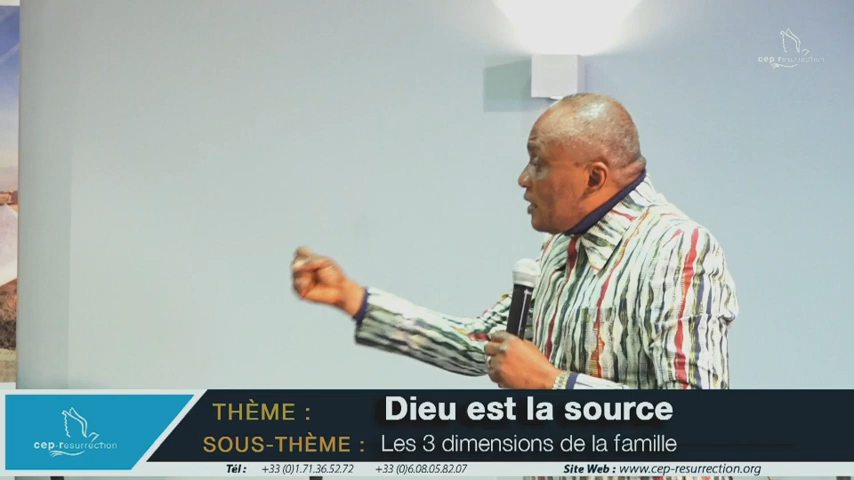 cep-resurrection
THÈME : Dieu est la source
cep-resurrection
SOUS-THÈME : Les 3 dimensions de la famille
Tél : +33 (0)1.71.36.52.72 +33 (0)6.08.05.82.07 Site Web : www.cep-resurrection.org